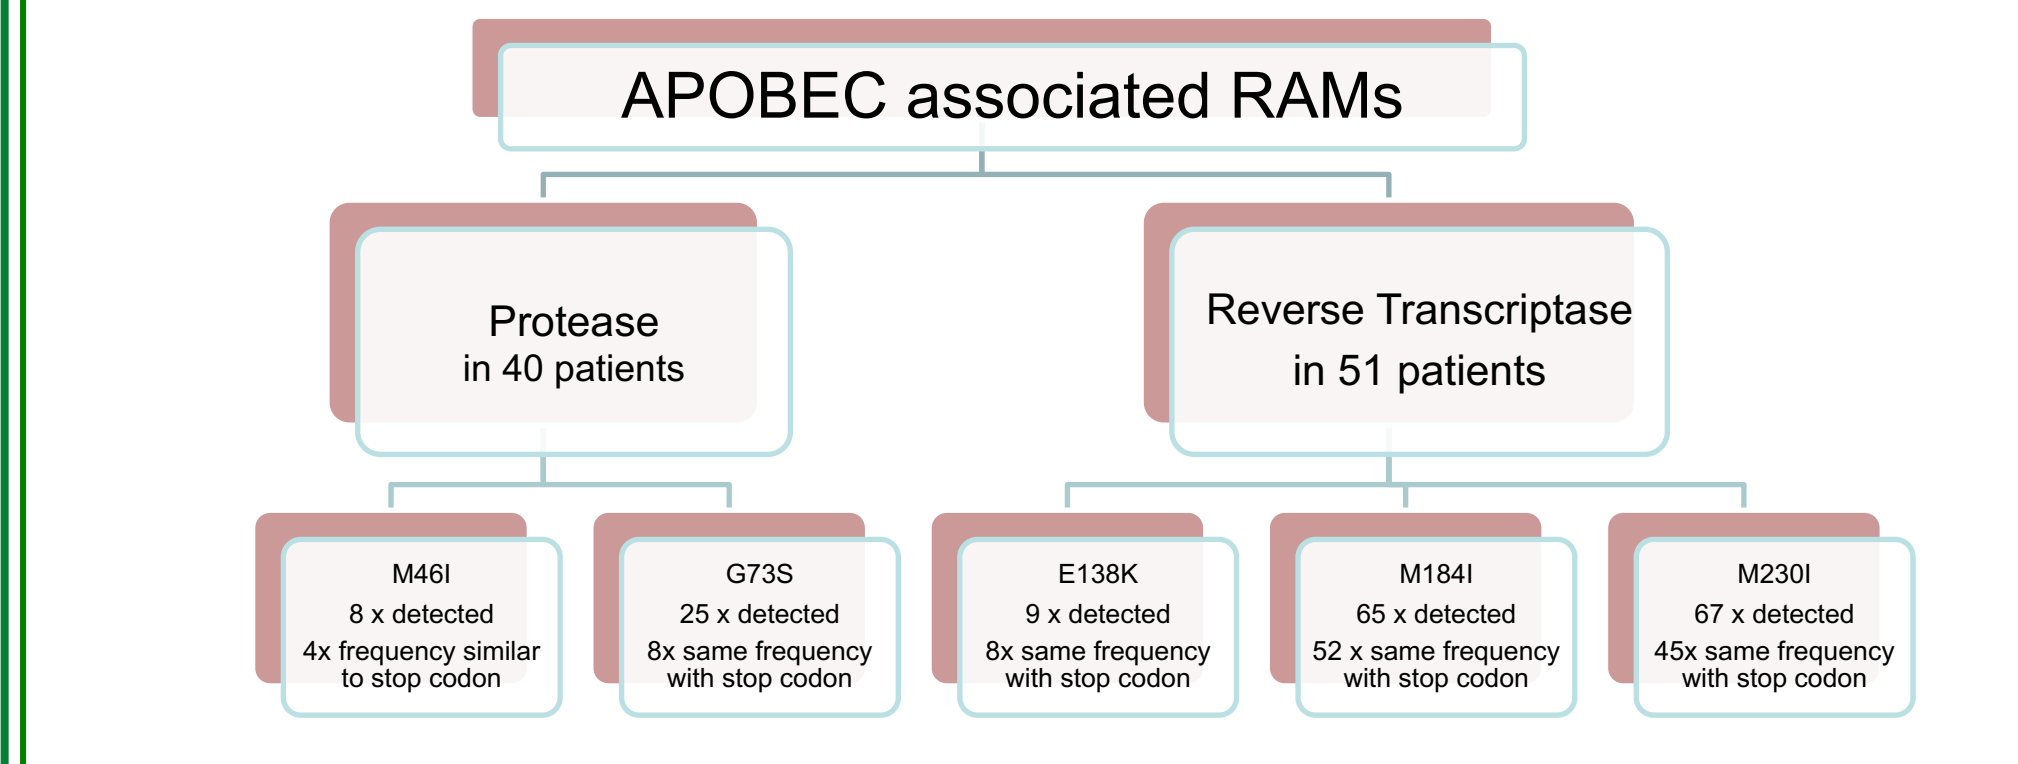 APOBEC associated RAMs
Protease
in 40 patients
Reverse Transcriptase
in 51 patients
M46I
8 x detected
4x frequency similar
to stop codon
G73S
25 x detected
8x same frequency
with stop codon
E138K
9 x detected
8x same frequency
with stop codon
M184I
65 x detected
52 x same frequency
with stop codon
M230I
67 x detected
45x same frequency
with stop codon